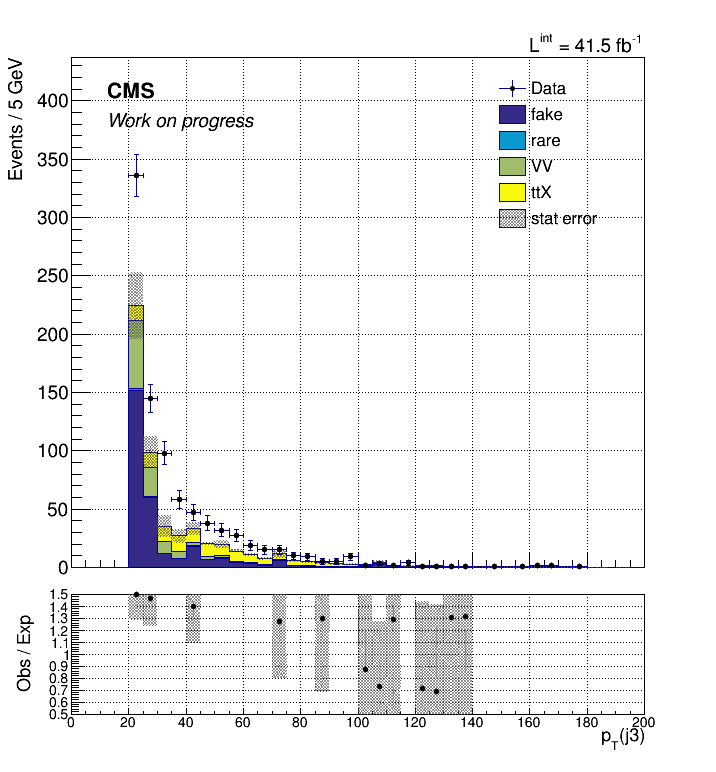 L^int = 41.5 fb^-1
Events / 5 GeV
CMS
Work on progress
Data
fake
rare
VV
ttX
stat error
400
350
300
250
200
150
100
50
0
Obs / Exp
1.5
1.4
1.3
1.2
1.1
1
0.9
0.8
0.7
0.6
0.5
0 20 40 60 80 100 120 140 160 180 200
p_T(j3)